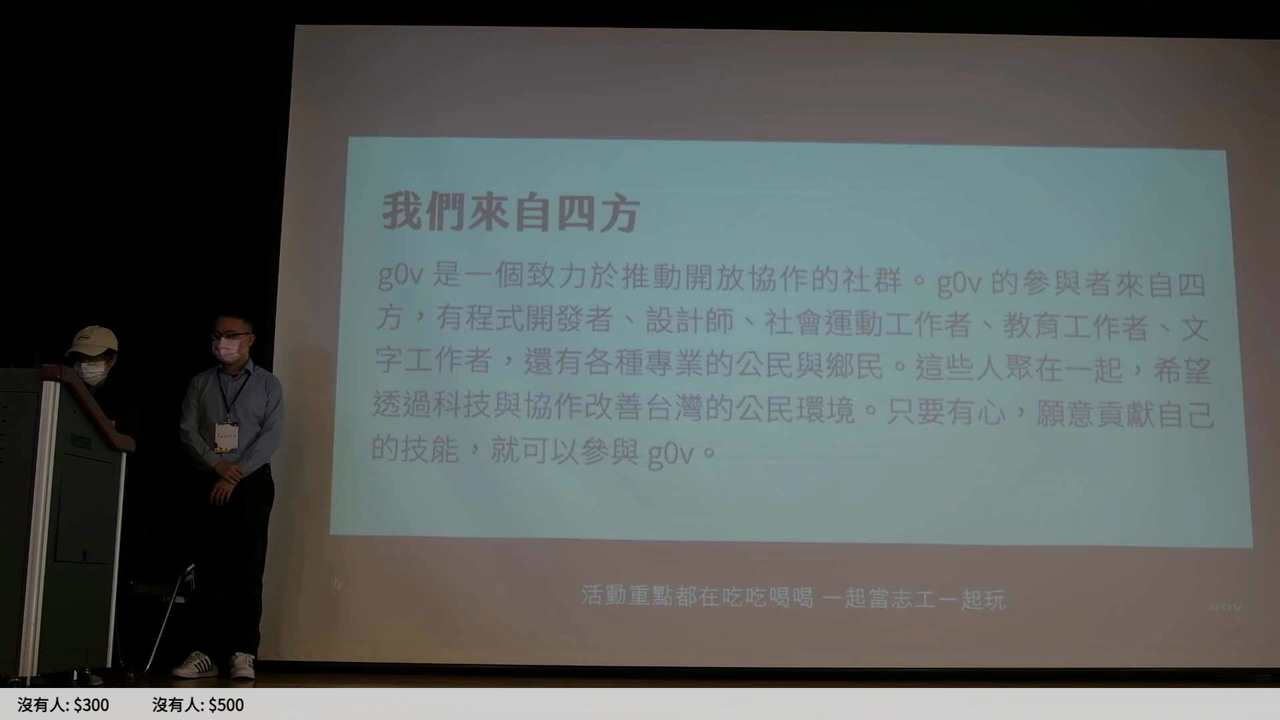 我們來自四方
g0v 是一個致力於推動開放協作的社群。g0v 的參與者來自四
方，有程式開發者、設計師、社會運動工作者、教育工作者、文
字工作者，還有各種專業的公民與鄉民。這些人聚在一起，希望
透過科技與協作改善台灣的公民環境。只要有心，願意貢獻自己
的技能，就可以參與 g0v。
活動重點都在吃吃喝喝 一起當志工一起玩
g0v
沒有人: $300 沒有人: $500